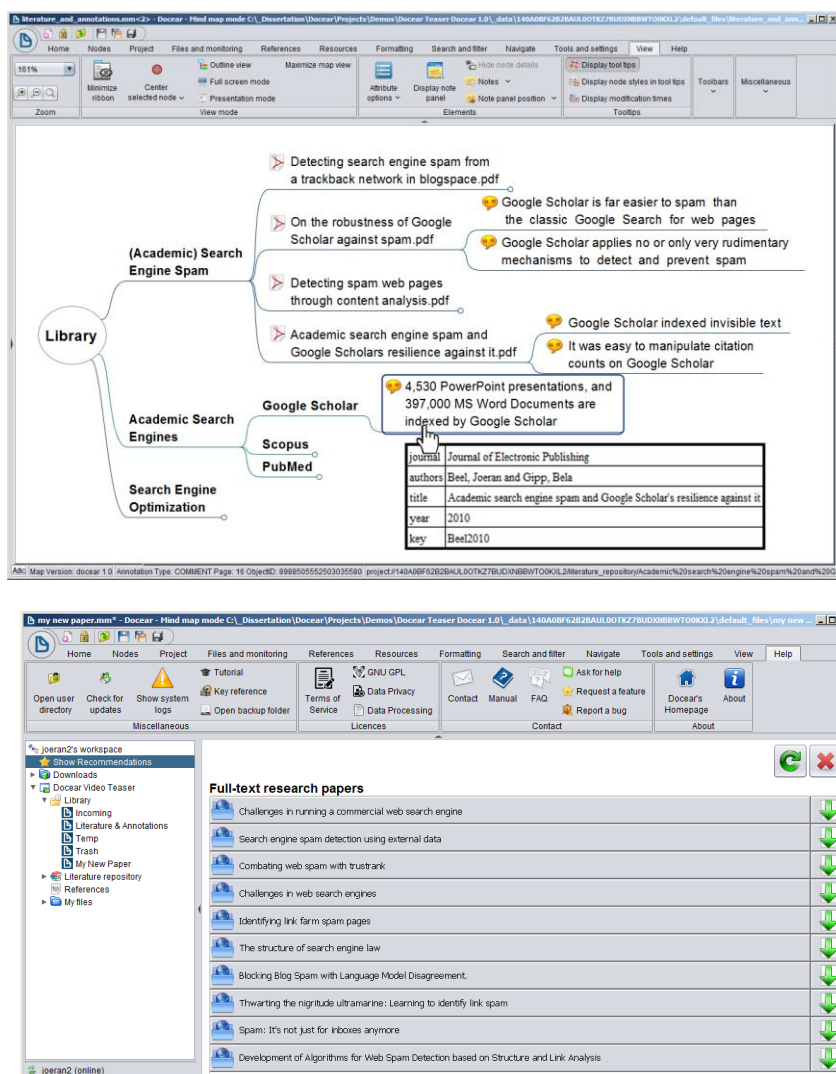 literature_and_annotations.mm<2> - Docear - Mind map mode C:\_Dissertation\Docear\Projects\Demos\Docear Teaser Docear 1.0\_data\
Home Nodes Project Files and monitoring References Resources Formatting Search and filter Navigate Tools and settings View Help
161% Outline view Maximize map view Hide node details Display tool tips
Full screen mode Notes Display node styles in tool tips
Minimize ribbon Center selected node Presentation mode Attribute options Display note panel Note panel position Display modification times Toolbars Miscellaneous
Zoom View mode Elements Tooltips
Detecting search engine spam from
a trackback network in blogspace.pdf
Google Scholar is far easier to spam than
the classic Google Search for web pages
On the robustness of Google
Scholar against spam.pdf
Google Scholar applies no or only very rudimentary
mechanisms to detect and prevent spam
(Academic) Search
Engine Spam
Detecting spam web pages
through content analysis.pdf
Google Scholar indexed invisible text
Library
Academic search engine spam and
Google Scholars resilience against it.pdf
It was easy to manipulate citation
counts on Google Scholar
4,530 PowerPoint presentations, and
397,000 MS Word Documents are
indexed by Google Scholar
Google Scholar
Academic Search
Engines
Scopus
PubMed
journal Journal of Electronic Publishing
authors Beel, Joeran and Gipp, Bela
title Academic search engine spam and Google Scholar's resilience against it
year 2010
key Beel2010
Search Engine
Optimization
Map Version: docear 1.0 Annotation Type: COMMENT Page: 16 ObjectID:
my new paper.mm* - Docear - Mind map mode C:\_Dissertation\Docear\Projects\Demos\Docear Teaser Docear 1.0\_data\
Home Nodes Project Files and monitoring References Resources Formatting Search and filter Navigate Tools and settings View Help
Tutorial GNU GPL Ask for help
Key reference Data Privacy Request a feature
Open user directory Check for updates Show system logs Open backup folder Terms of Service Data Processing Contact Manual FAQ Report a bug Docear's Homepage About
Miscellaneous Licences Contact About
joeran2's workspace
Show Recommendations
Downloads
Docear Video Teaser
Library
Incoming
Literature & Annotations
Temp
Trash
My New Paper
Literature repository
References
My files
joeran2 (online)
Full-text research papers
Challenges in running a commercial web search engine
Search engine spam detection using external data
Combating web spam with trustrank
Challenges in web search engines
Identifying link farm spam pages
The structure of search engine law
Blocking Blog Spam with Language Model Disagreement.
Thwarting the nigritude ultramarine: Learning to identify link spam
Spam: It's not just for inboxes anymore
Development of Algorithms for Web Spam Detection based on Structure and Link Analysis